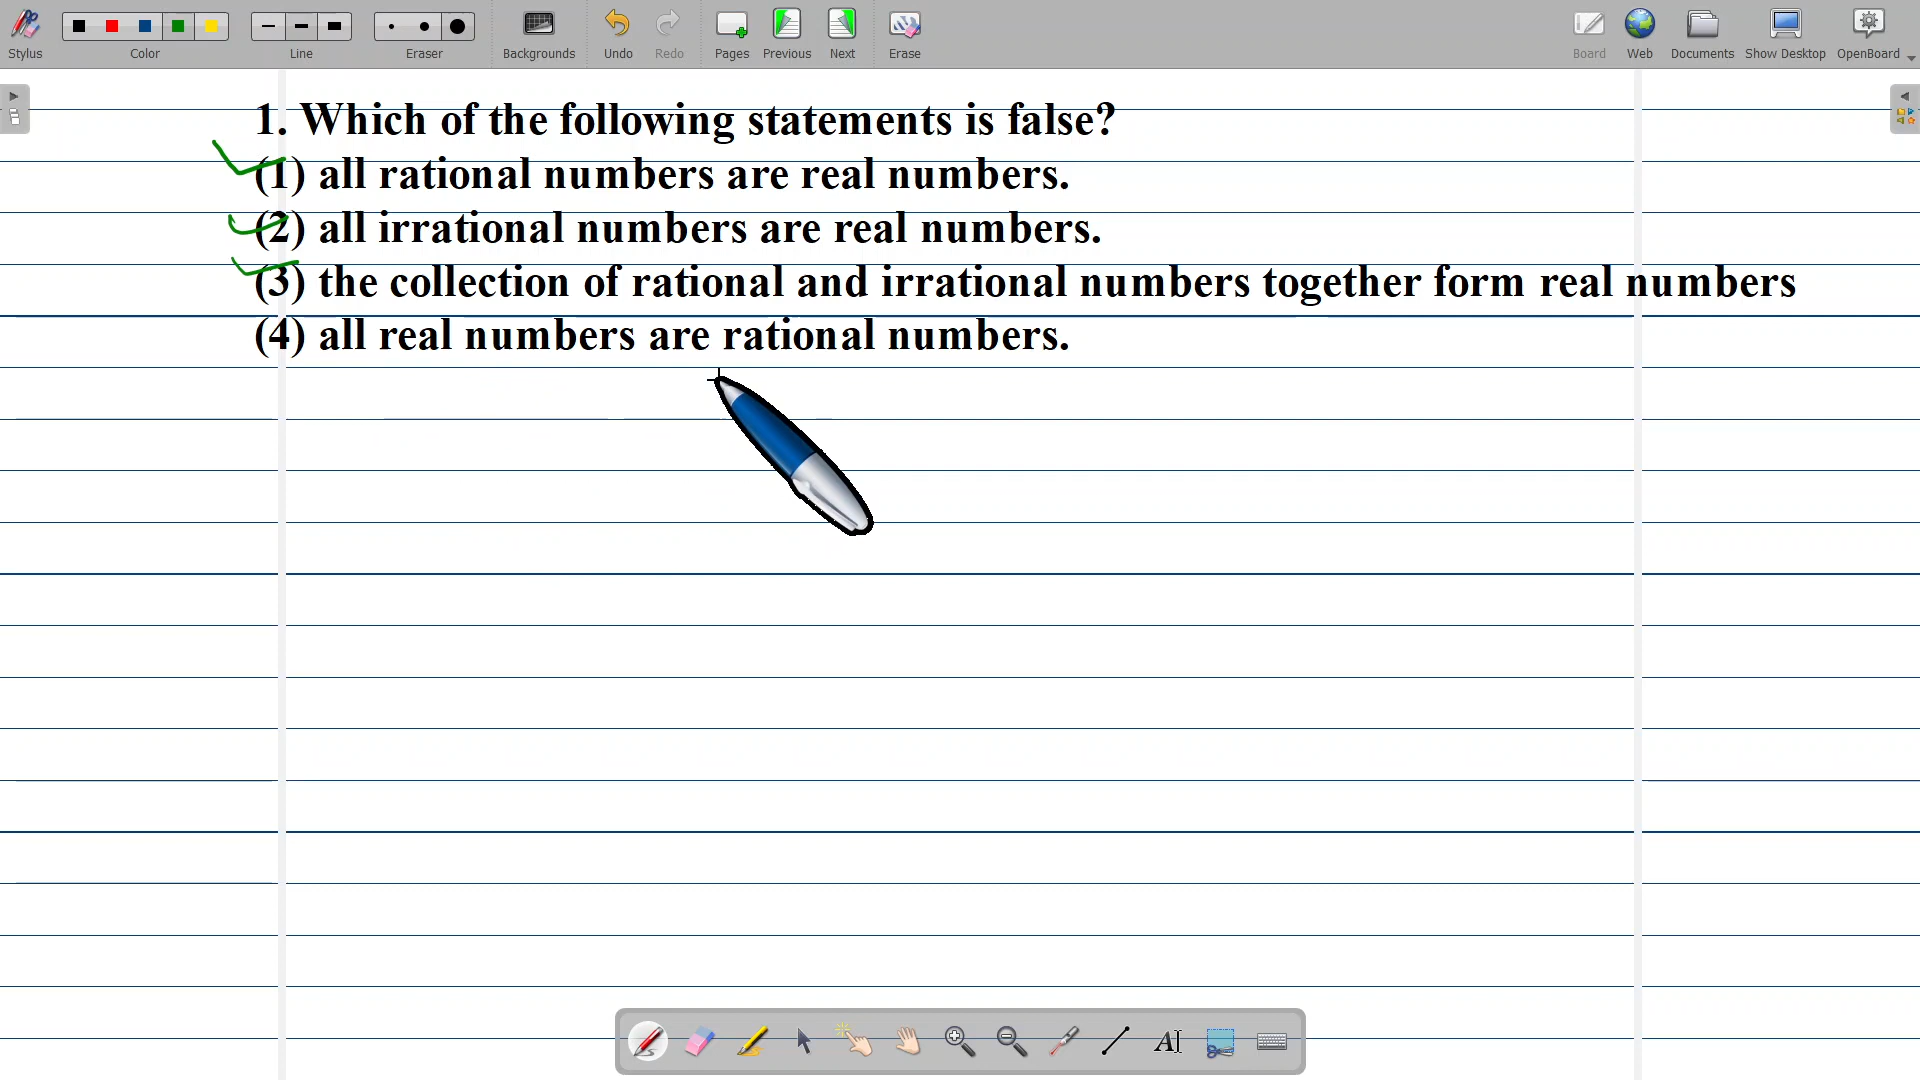 Stylus Color Line Eraser Backgrounds Undo Redo Pages Previous Next Erase Board Web Documents Show Desktop OpenBoard
1. Which of the following statements is false?
(1) all rational numbers are real numbers.
(2) all irrational numbers are real numbers.
(3) the collection of rational and irrational numbers together form real numbers
(4) all real numbers are rational numbers.